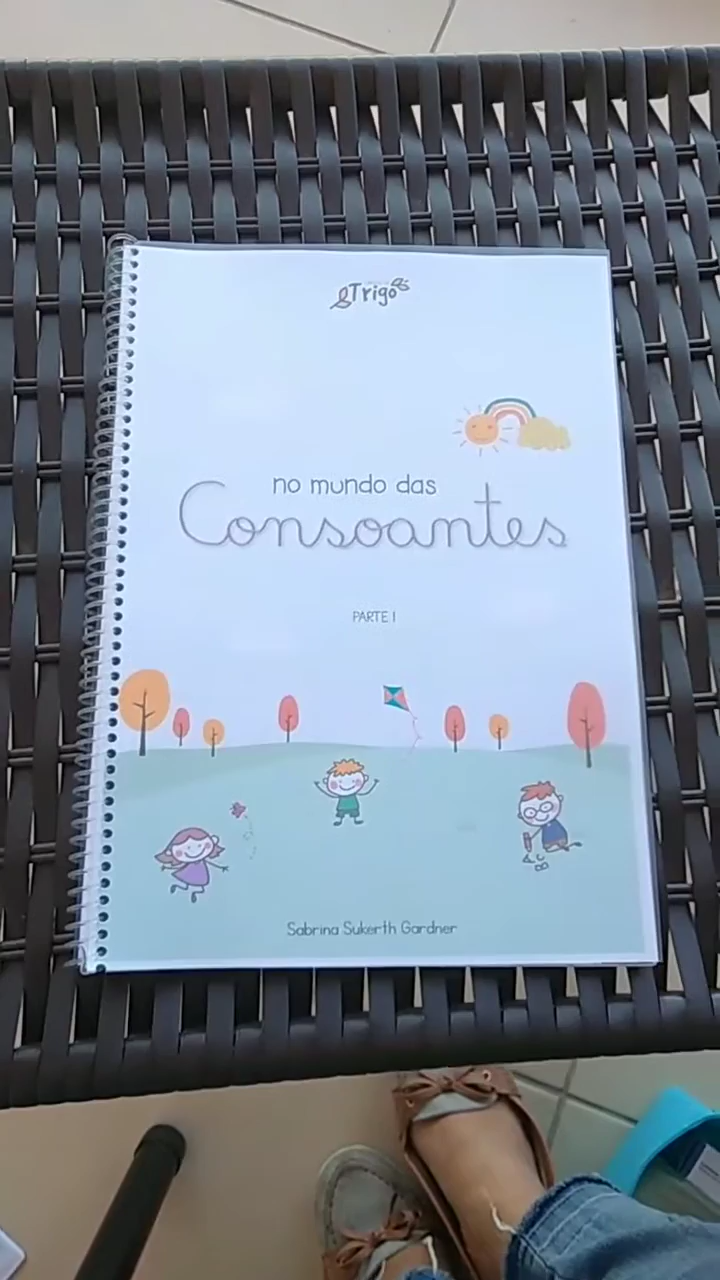 Trigo
no mundo das
Consoantes
PARTE I
A
B C
Sabrina Sukerth Gardner